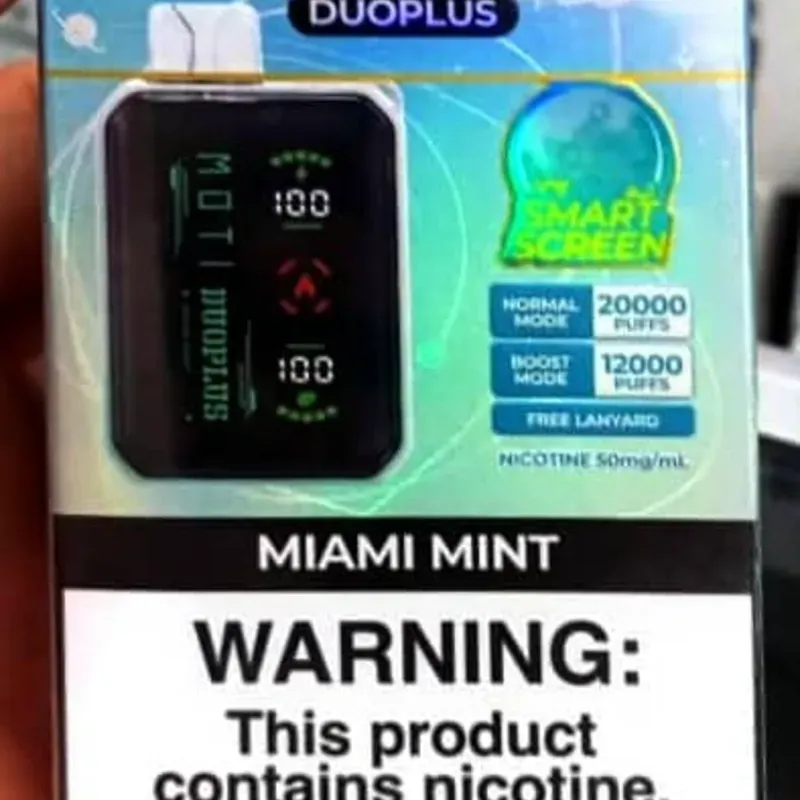 DUOPLUS
MOTI DUOPLUS
100
100
SMART
SCREEN
NORMAL
MODE
20000
PUFFS
BOOST
MODE
12000
PUFFS
FREE LANYARD
NICOTINE 50mg/mL
MIAMI MINT
WARNING:
This product
contains nicotine.